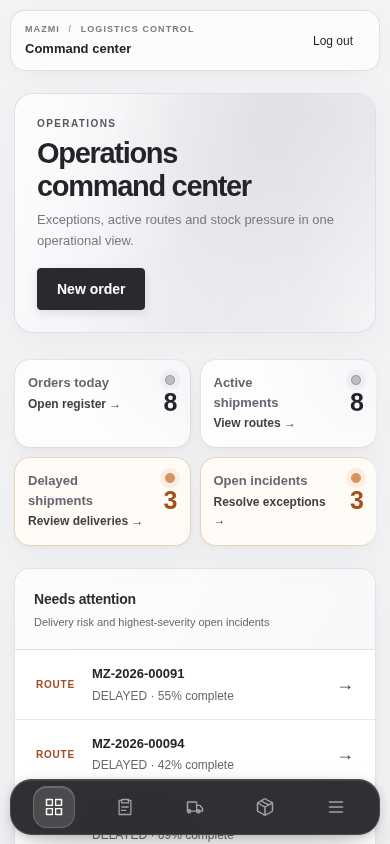 MAZMI / LOGISTICS CONTROL
Command center
Log out
OPERATIONS
Operations
command center
Exceptions, active routes and stock pressure in one
operational view.
New order
Orders today
Open register →
8
Active
shipments
View routes →
8
Delayed
shipments
Review deliveries →
3
Open incidents
Resolve exceptions
→
3
Needs attention
Delivery risk and highest-severity open incidents
ROUTE
MZ-2026-00091
DELAYED · 55% complete
→
ROUTE
MZ-2026-00094
DELAYED · 42% complete
→
DELAYED · 69% complete